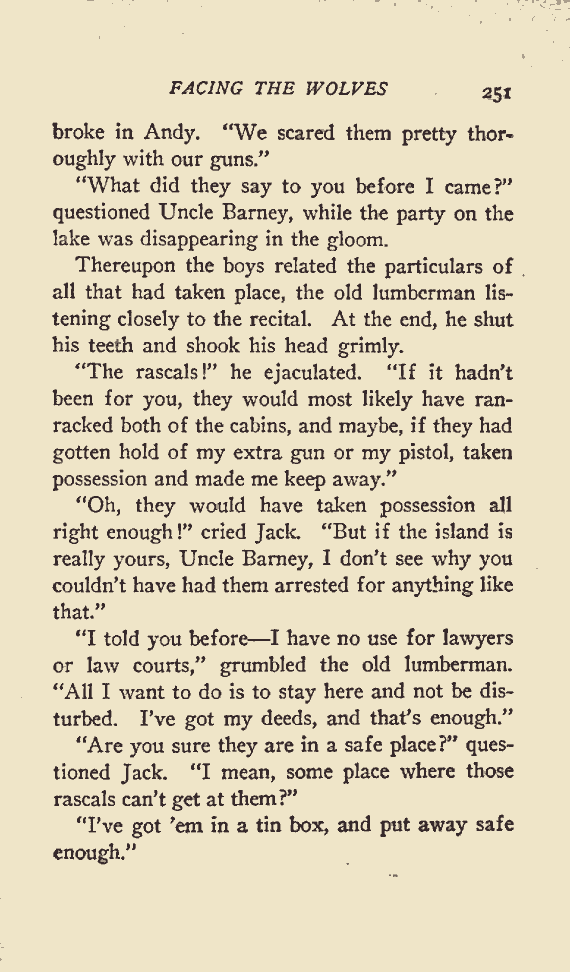 FACING THE WOLVES 251
broke in Andy. “We scared them pretty thor-
oughly with our guns.”
“What did they say to you before I came?”
questioned Uncle Barney, while the party on the
lake was disappearing in the gloom.
Thereupon the boys related the particulars of
all that had taken place, the old lumberman lis-
tening closely to the recital. At the end, he shut
his teeth and shook his head grimly.
“The rascals!” he ejaculated. “If it hadn’t
been for you, they would most likely have ran-
racked both of the cabins, and maybe, if they had
gotten hold of my extra gun or my pistol, taken
possession and made me keep away.”
“Oh, they would have taken possession all
right enough!” cried Jack. “But if the island is
really yours, Uncle Barney, I don’t see why you
couldn’t have had them arrested for anything like
that.”
“I told you before—I have no use for lawyers
or law courts,” grumbled the old lumberman.
“All I want to do is to stay here and not be dis-
turbed. I’ve got my deeds, and that’s enough.”
“Are you sure they are in a safe place?” ques-
tioned Jack. “I mean, some place where those
rascals can’t get at them?”
“I’ve got ’em in a tin box, and put away safe
enough.”